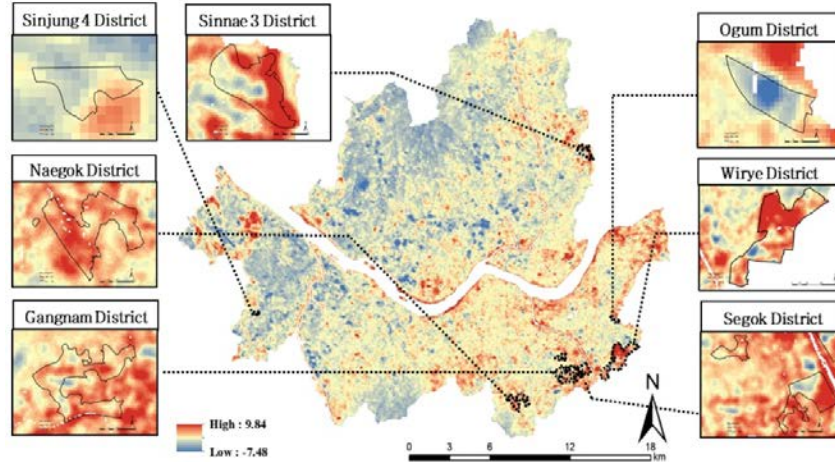 Sinjung 4 District
Sinnae 3 District
Ogum District
Naegok District
Wirye District
Gangnam District
Segok District
N
High : 9.84
Low : -7.48
0 3 6 12 18
km